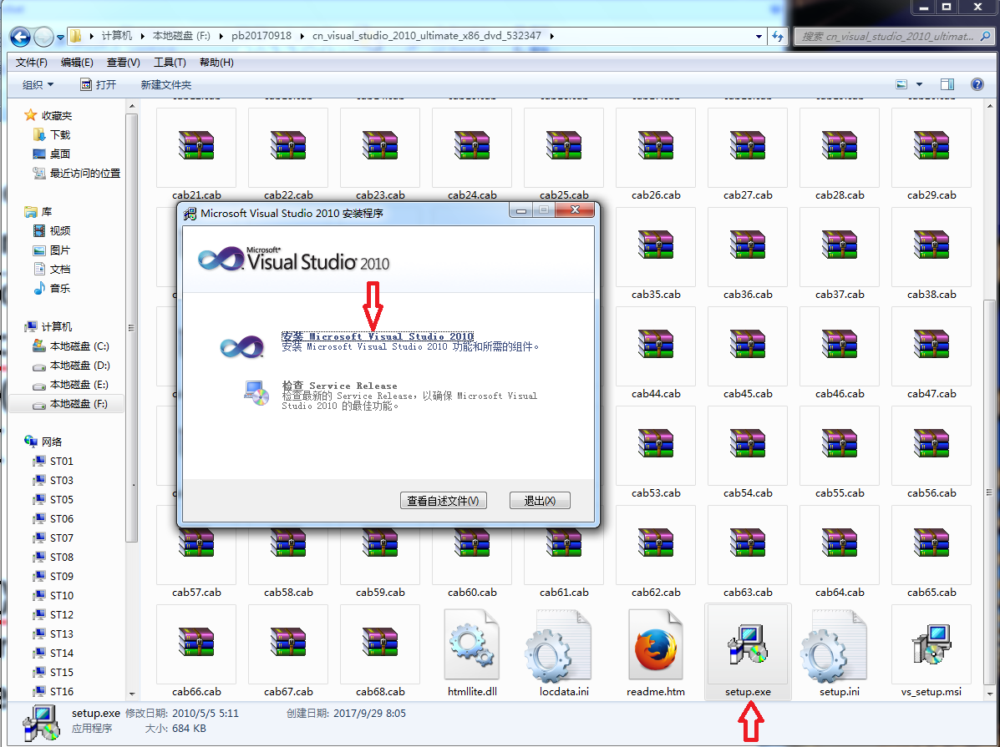 计算机 本地磁盘 (F:) pb20170918 cn_visual_studio_2010_ultimate_x86_dvd_532347
搜索 cn_visual_studio_2010_ultimat...
文件(F) 编辑(E) 查看(V) 工具(T) 帮助(H)
组织 打开 新建文件夹
收藏夹
下载
桌面
最近访问的位置
库
视频
图片
文档
音乐
计算机
本地磁盘 (C:)
本地磁盘 (D:)
本地磁盘 (E:)
本地磁盘 (F:)
网络
ST01
ST03
ST05
ST06
ST07
ST08
ST09
ST10
ST12
ST13
ST14
ST15
ST16
cab21.cab cab22.cab cab23.cab cab24.cab cab25.cab cab26.cab cab27.cab cab28.cab cab29.cab
cab35.cab cab36.cab cab37.cab cab38.cab
cab44.cab cab45.cab cab46.cab cab47.cab
cab53.cab cab54.cab cab55.cab cab56.cab
cab57.cab cab58.cab cab59.cab cab60.cab cab61.cab cab62.cab cab63.cab cab64.cab cab65.cab
cab66.cab cab67.cab cab68.cab htmllite.dll locdata.ini readme.htm setup.exe setup.ini vs_setup.msi
Microsoft Visual Studio 2010 安装程序
Microsoft®
Visual Studio® 2010
安装 Microsoft Visual Studio 2010
安装 Microsoft Visual Studio 2010 功能和所需的组件。
检查 Service Release
检查最新的 Service Release，以确保 Microsoft Visual
Studio 2010 的最佳功能。
查看自述文件(V) 退出(X)
setup.exe 修改日期: 2010/5/5 5:11 创建日期: 2017/9/29 8:05
应用程序 大小: 684 KB